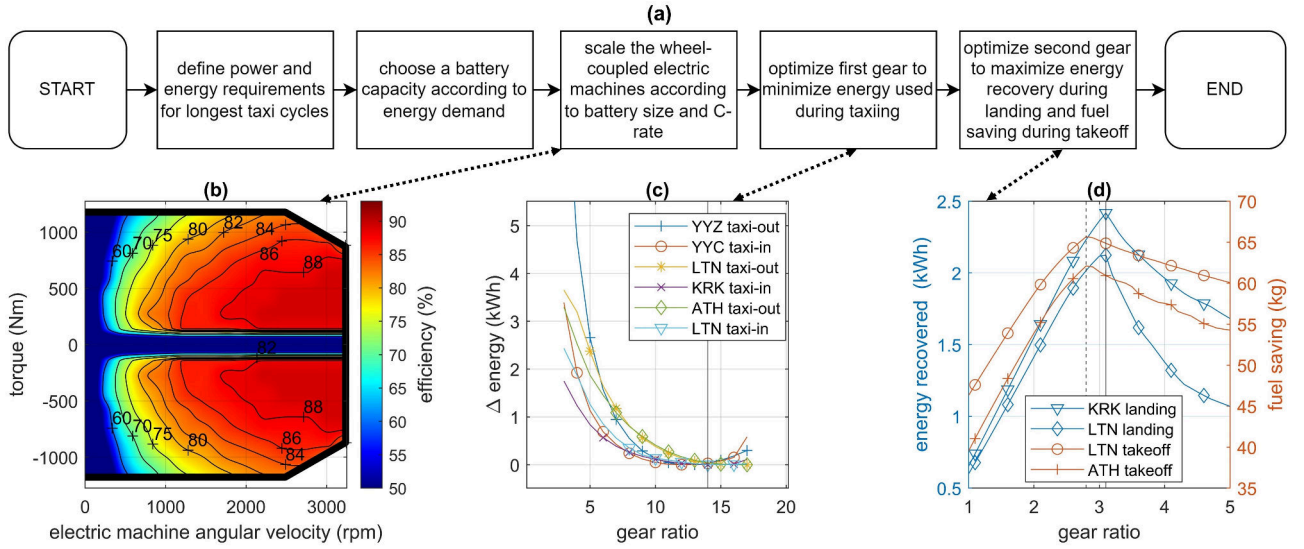 (a)
START
define power and
energy requirements
for longest taxi cycles
choose a battery
capacity according to
energy demand
scale the wheel-
coupled electric
machines according
to battery size and C-
rate
optimize first gear to
minimize energy used
during taxiing
optimize second gear
to maximize energy
recovery during
landing and fuel
saving during takeoff
END
(b)
torque (Nm)
1000
500
0
-500
-1000
60
70
75
80
82
84
86
88
82
60
70
75
80
88
86
84
0
1000
2000
3000
electric machine angular velocity (rpm)
90
85
80
75
70
65
60
55
50
efficiency (%)
(c)
Δ energy (kWh)
5
4
3
2
1
0
YYZ taxi-out
YYC taxi-in
LTN taxi-out
KRK taxi-in
ATH taxi-out
LTN taxi-in
5
10
15
20
gear ratio
(d)
energy recovered (kWh)
2.5
2
1.5
1
0.5
KRK landing
LTN landing
LTN takeoff
ATH takeoff
1
2
3
4
5
gear ratio
70
65
60
55
50
45
40
35
fuel saving (kg)